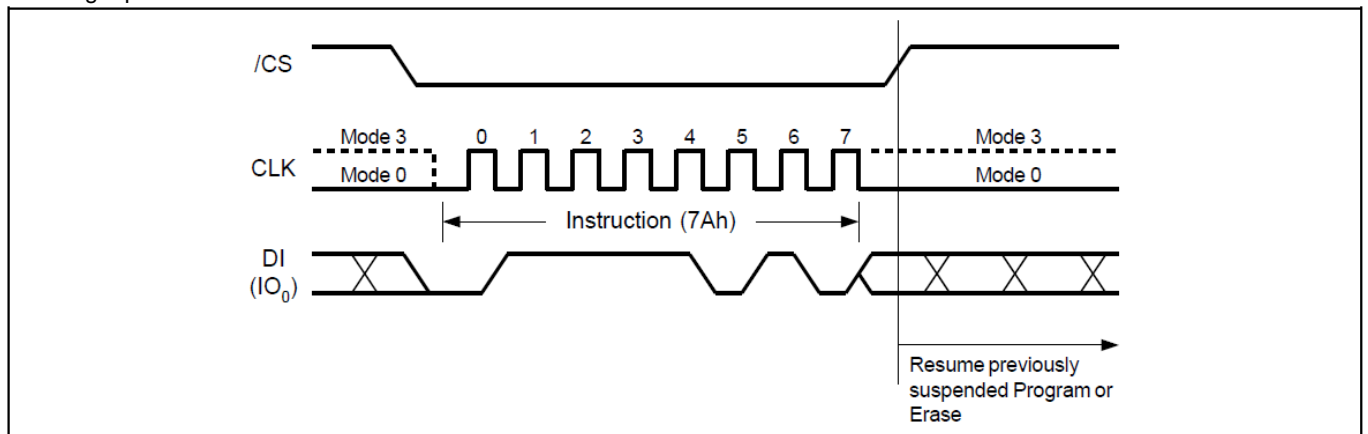 /CS
Mode 3 0 1 2 3 4 5 6 7 Mode 3
CLK
Mode 0 Mode 0
Instruction (7Ah)
DI
(IO₀)
Resume previously
suspended Program or
Erase